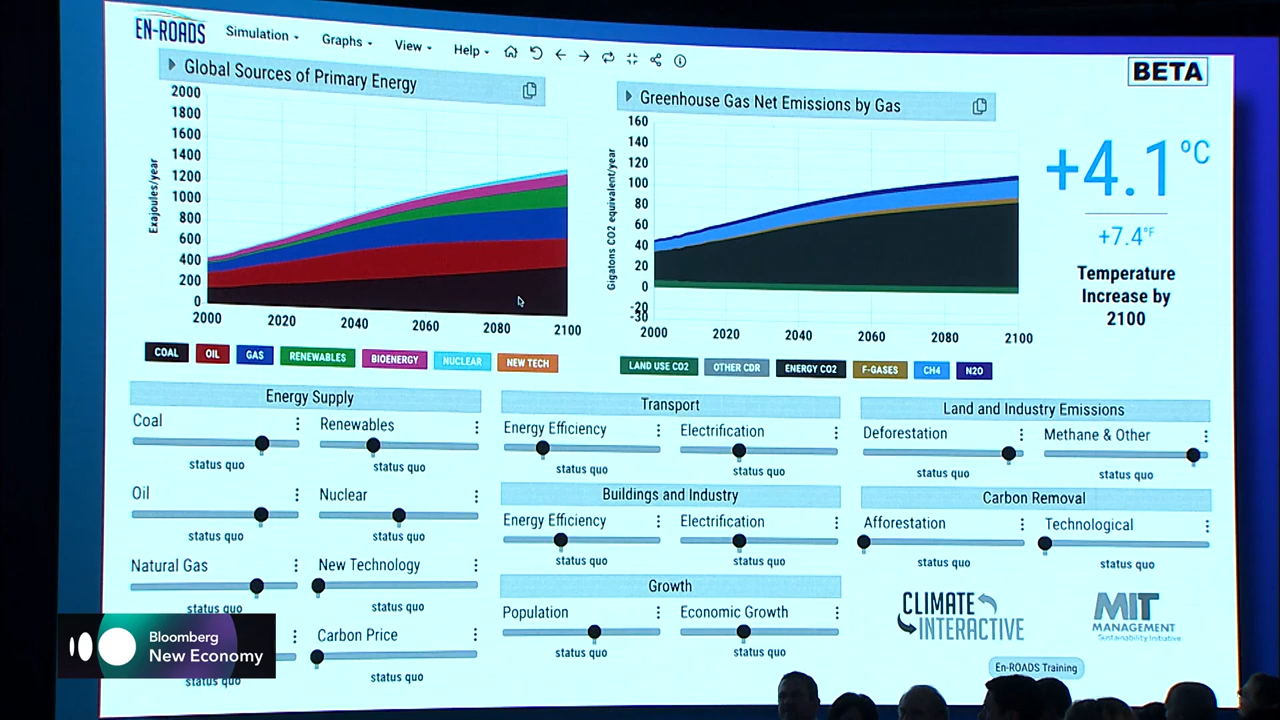 EN-ROADS
Simulation
Graphs
View
Help
BETA
Global Sources of Primary Energy
2000
1800
1600
1400
1200
1000
800
600
400
200
0
Exajoules/year
2000 2020 2040 2060 2080 2100
COAL OIL GAS RENEWABLES BIOENERGY NUCLEAR NEW TECH
Greenhouse Gas Net Emissions by Gas
160
140
120
100
80
60
40
20
0
-20
-30
Gigatons CO2 equivalent/year
2000 2020 2040 2060 2080 2100
LAND USE CO2 OTHER CDR ENERGY CO2 F-GASES CH4 N2O
+4.1 ºC
+7.4°F
Temperature
Increase by
2100
Energy Supply
Coal
status quo
Renewables
status quo
Oil
status quo
Nuclear
status quo
Natural Gas
status quo
New Technology
status quo
status quo
Carbon Price
status quo
Transport
Energy Efficiency
status quo
Electrification
status quo
Buildings and Industry
Energy Efficiency
status quo
Electrification
status quo
Growth
Population
status quo
Economic Growth
status quo
Land and Industry Emissions
Deforestation
status quo
Methane & Other
status quo
Carbon Removal
Afforestation
status quo
Technological
status quo
CLIMATE
INTERACTIVE
MIT
MANAGEMENT
Sustainability Initiative
En-ROADS Training
Bloomberg
New Economy